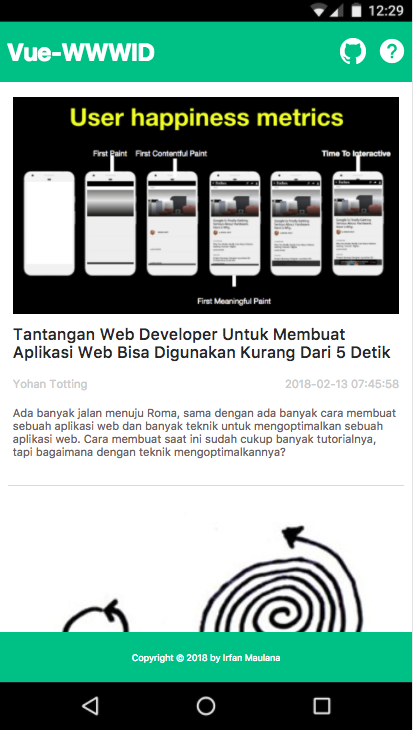 12:29
Vue-WWWID
User happiness metrics
First Paint First Contentful Paint Time To Interactive
First Meaningful Paint
Tantangan Web Developer Untuk Membuat
Aplikasi Web Bisa Digunakan Kurang Dari 5 Detik
Yohan Totting 2018-02-13 07:45:58
Ada banyak jalan menuju Roma, sama dengan ada banyak cara membuat
sebuah aplikasi web dan banyak teknik untuk mengoptimalkan sebuah
aplikasi web. Cara membuat saat ini sudah cukup banyak tutorialnya,
tapi bagaimana dengan teknik mengoptimalkannya?
Copyright © 2018 by Irfan Maulana